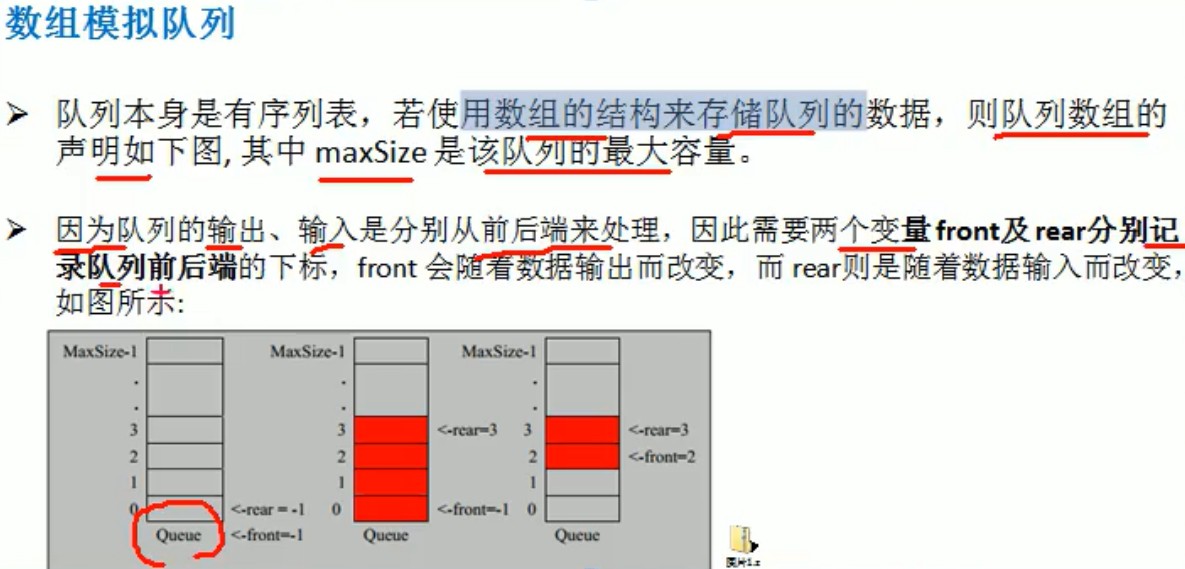 数组模拟队列
➢ 队列本身是有序列表，若使用数组的结构来存储队列的数据，则队列数组的
声明如下图, 其中 maxSize 是该队列的最大容量。
➢ 因为队列的输出、输入是分别从前后端来处理，因此需要两个变量 front及 rear分别记
录队列前后端的下标，front 会随着数据输出而改变，而 rear则是随着数据输入而改变，
如图所示:
MaxSize-1 MaxSize-1 MaxSize-1
. . .
. . .
3 3 <-rear=3 3 <-rear=3
2 2 2 <-front=2
1 1 1
0 <-rear = -1 0 <-front=-1 0
Queue <-front=-1 Queue Queue
图片1.z